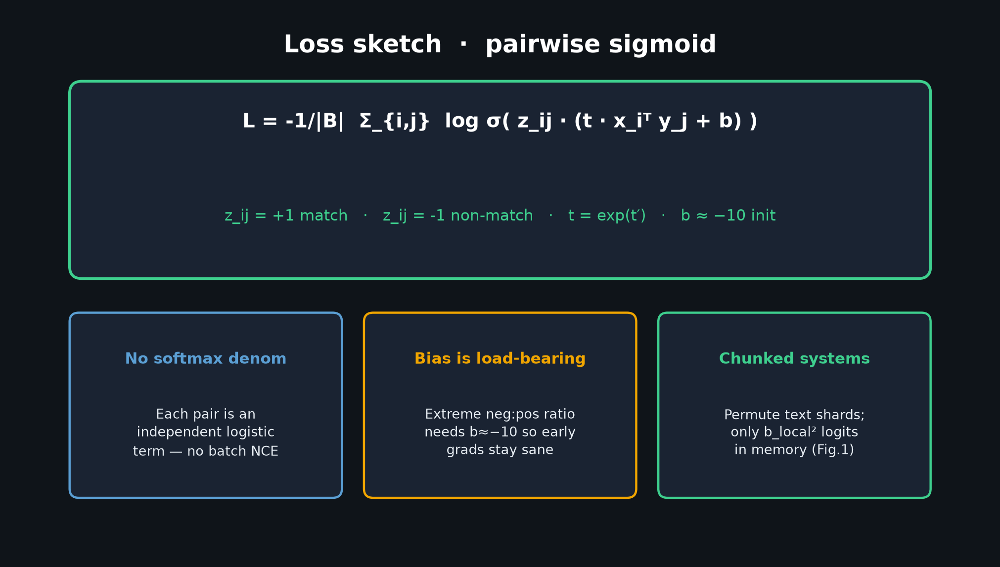 Loss sketch · pairwise sigmoid
L = -1/|B| Σ_{i,j} log σ( z_ij · (t · x_iᵀ y_j + b) )
z_ij = +1 match · z_ij = -1 non-match · t = exp(t′) · b ≈ −10 init
No softmax denom
Each pair is an
independent logistic
term — no batch NCE
Bias is load-bearing
Extreme neg:pos ratio
needs b≈−10 so early
grads stay sane
Chunked systems
Permute text shards;
only b_local² logits
in memory (Fig.1)